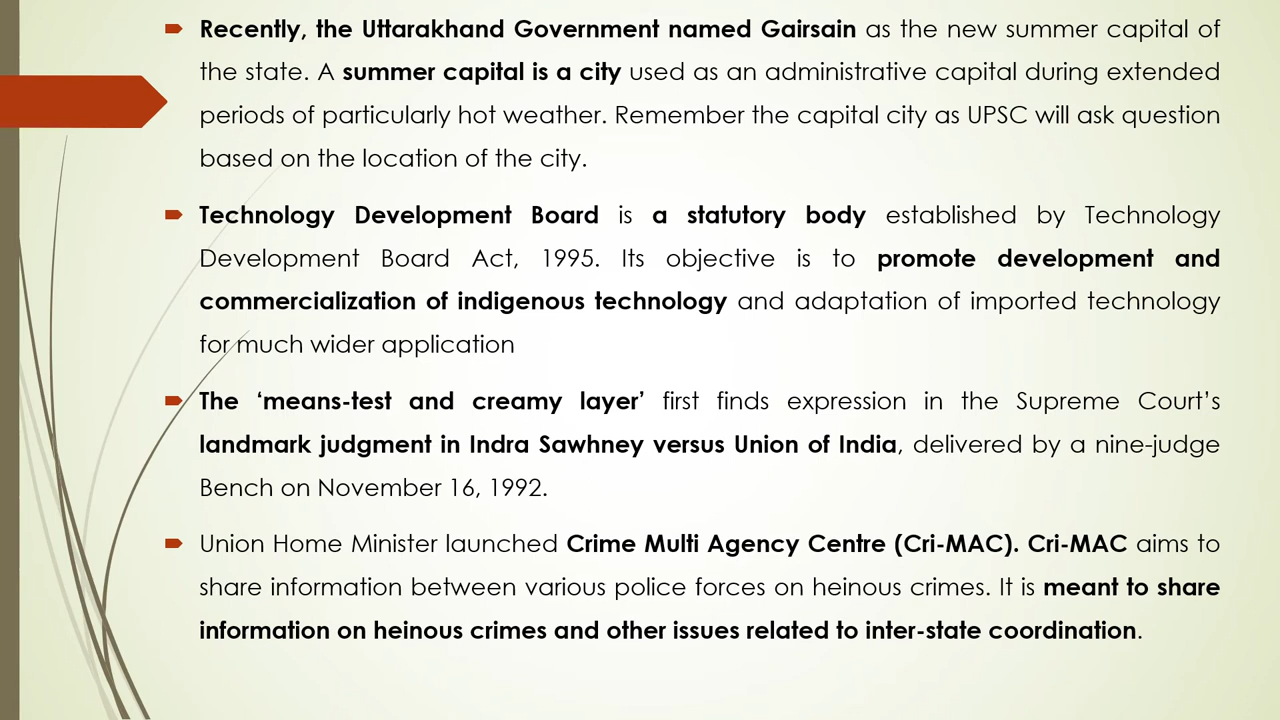 Recently, the Uttarakhand Government named Gairsain as the new summer capital of
the state. A summer capital is a city used as an administrative capital during extended
periods of particularly hot weather. Remember the capital city as UPSC will ask question
based on the location of the city.
Technology Development Board is a statutory body established by Technology
Development Board Act, 1995. Its objective is to promote development and
commercialization of indigenous technology and adaptation of imported technology
for much wider application
The ‘means-test and creamy layer’ first finds expression in the Supreme Court’s
landmark judgment in Indra Sawhney versus Union of India, delivered by a nine-judge
Bench on November 16, 1992.
Union Home Minister launched Crime Multi Agency Centre (Cri-MAC). Cri-MAC aims to
share information between various police forces on heinous crimes. It is meant to share
information on heinous crimes and other issues related to inter-state coordination.